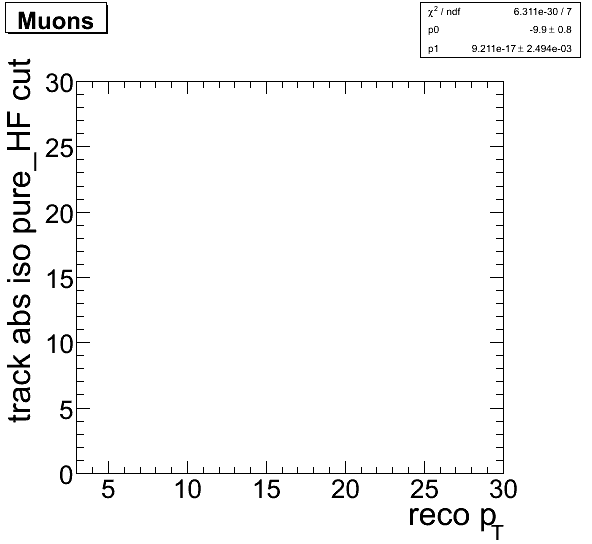 Muons
χ² / ndf 6.311e-30 / 7
p0 -9.9 ± 0.8
p1 9.211e-17 ± 2.494e-03
track abs iso pure_HF cut
30
25
20
15
10
5
0
5 10 15 20 25 30
reco pT